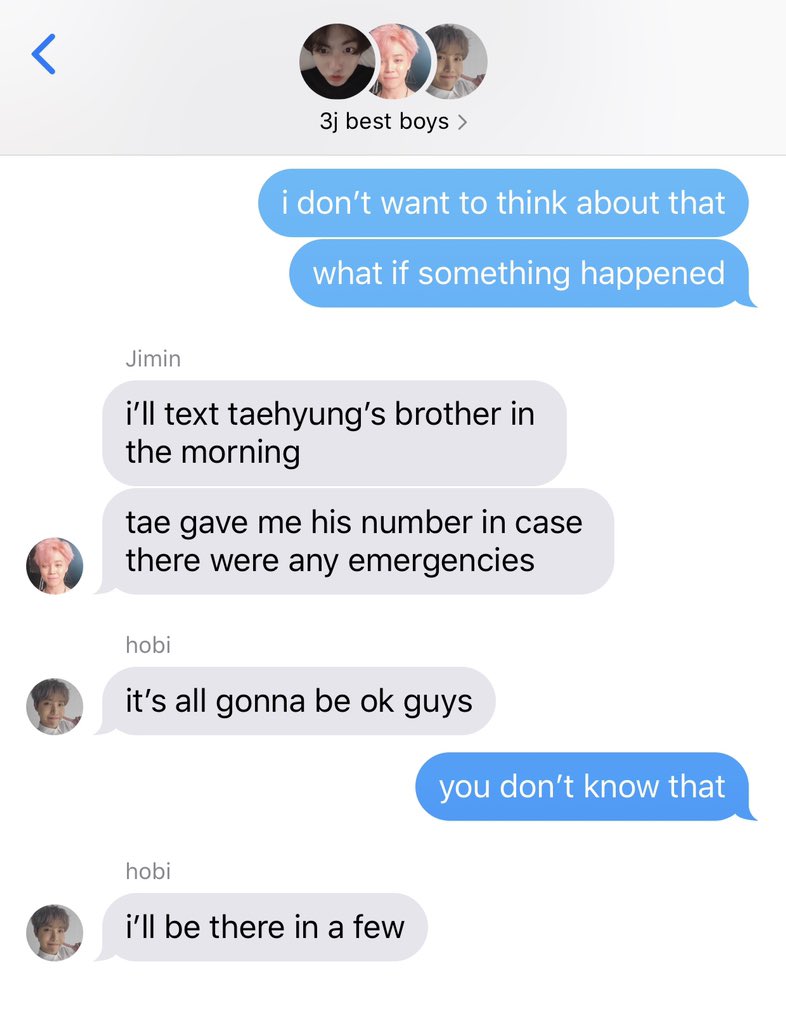 3j best boys
i don’t want to think about that
what if something happened
Jimin
i’ll text taehyung’s brother in
the morning
tae gave me his number in case
there were any emergencies
hobi
it’s all gonna be ok guys
you don’t know that
hobi
i’ll be there in a few